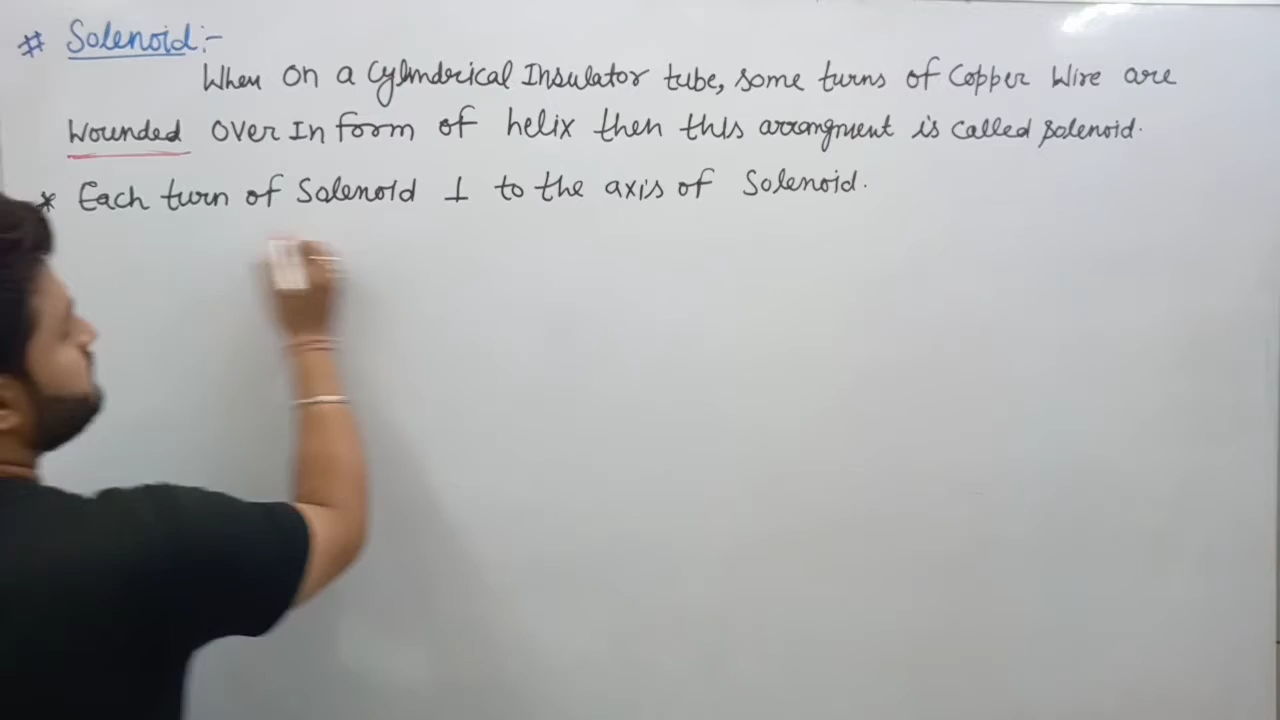 # Solenoid:-
When on a Cylindrical Insulator tube, some turns of Copper Wire are
Wounded over In form of helix then this arrangment is called solenoid.
* Each turn of Solenoid ⊥ to the axis of Solenoid.